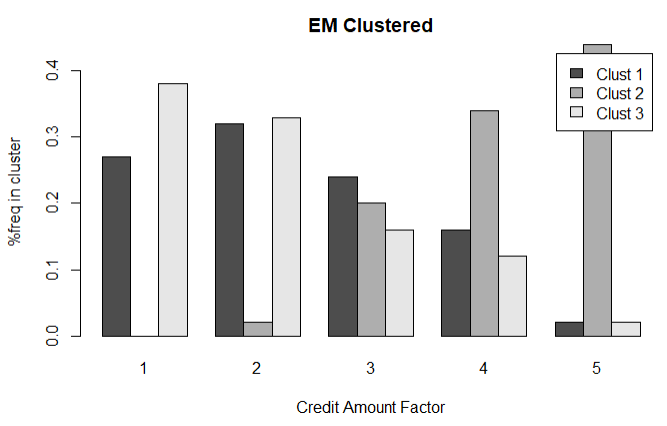 EM Clustered
Clust 1
Clust 2
Clust 3
%freq in cluster
0.4
0.3
0.2
0.1
0.0
1 2 3 4 5
Credit Amount Factor